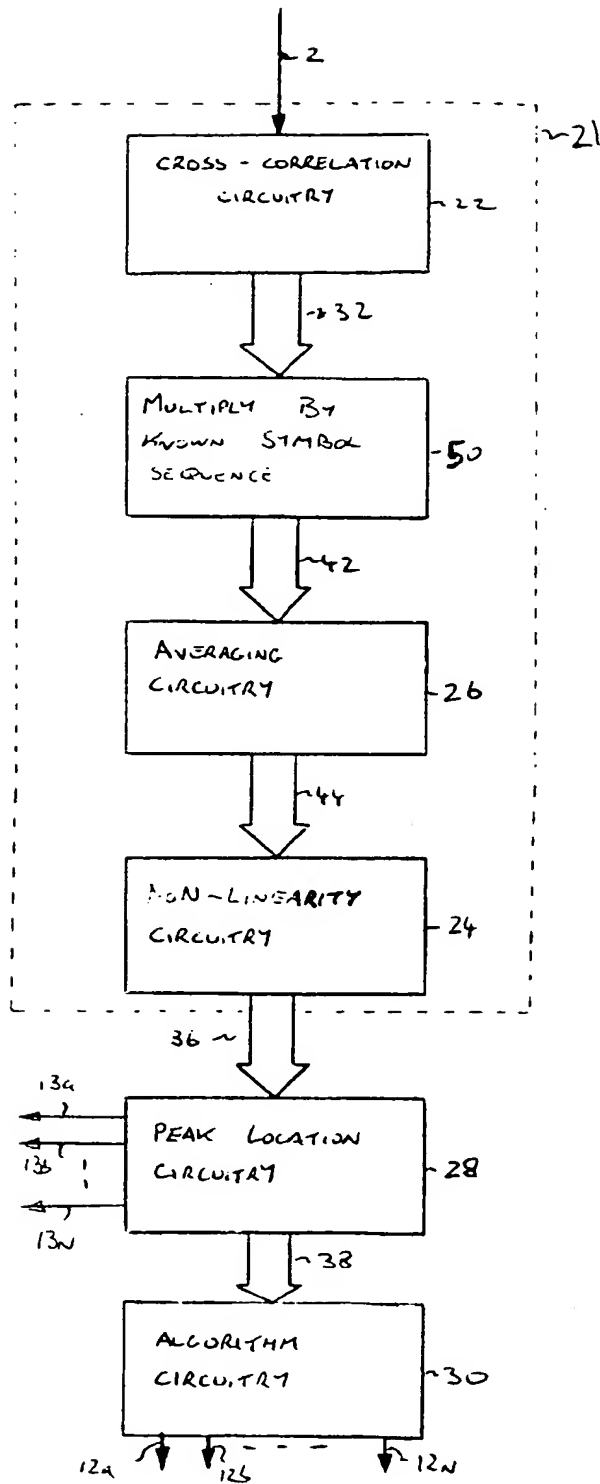 2
21
CROSS-CORRELATION
CIRCUITRY
22
32
MULTIPLY BY
KNOWN SYMBOL
SEQUENCE
50
42
AVERAGING
CIRCUITRY
26
44
NON-LINEARITY
CIRCUITRY
24
36
13a
PEAK LOCATION
CIRCUITRY
13b
28
13N
38
ALGORITHM
CIRCUITRY
30
12a
12b
12N